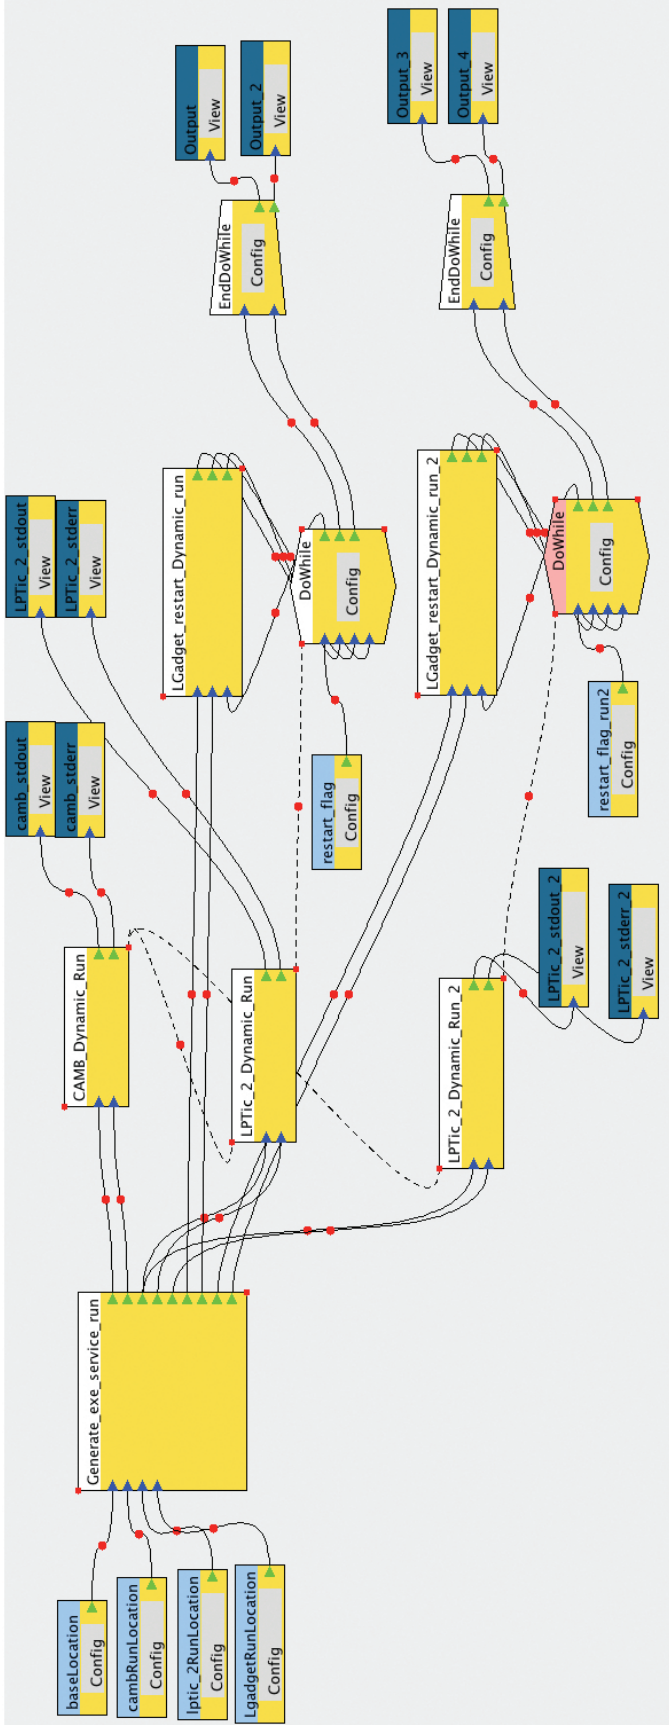 baseLocation
Config
cambRunLocation
Config
lptic_2RunLocation
Config
LgadgetRunLocation
Config
Generate_exe_service_run
CAMB_Dynamic_Run
LPTic_2_Dynamic_Run
LPTic_2_Dynamic_Run_2
camb_stdout
View
camb_stderr
View
restart_flag
Config
LPTic_2_stdout_2
View
LPTic_2_stderr_2
View
LPTic_2_stdout
View
LPTic_2_stderr
View
LGadget_restart_Dynamic_run
DoWhile
Config
LGadget_restart_Dynamic_run_2
DoWhile
Config
restart_flag_run2
Config
EndDoWhile
Config
EndDoWhile
Config
Output
View
Output_2
View
Output_3
View
Output_4
View